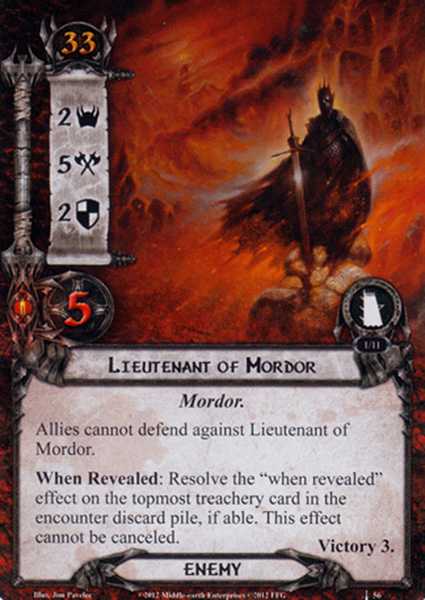 33
2
5
2
5
1/11
LIEUTENANT OF MORDOR
Mordor.
Allies cannot defend against Lieutenant of
Mordor.
When Revealed: Resolve the “when revealed”
effect on the topmost treachery card in the
encounter discard pile, if able. This effect
cannot be canceled.
Victory 3.
ENEMY
Illus. Jon Pavelec ©2012 Middle-earth Enterprises ©2012 FFG 56